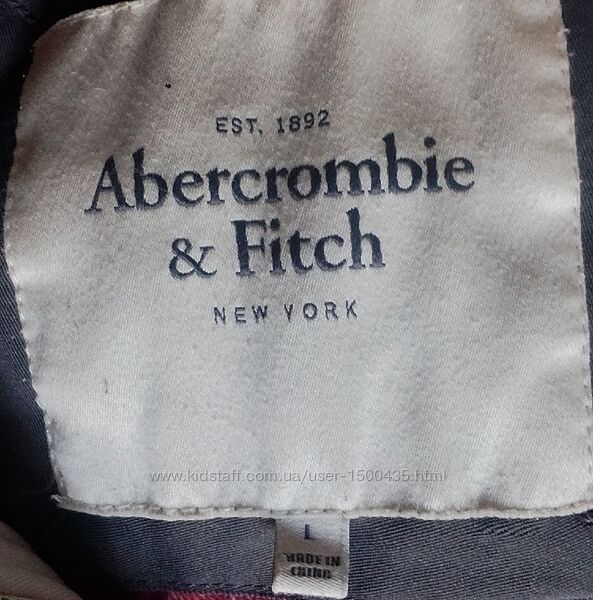 EST. 1892
Abercrombie
& Fitch
NEW YORK
www.kidstaff.com.ua/user-1500435.html
L
MADE IN
CHINA